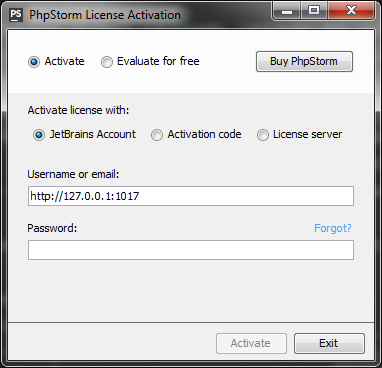 PS PhpStorm License Activation
Activate Evaluate for free Buy PhpStorm
Activate license with:
JetBrains Account Activation code License server
Username or email:
http://127.0.0.1:1017
Password: Forgot?
Activate Exit